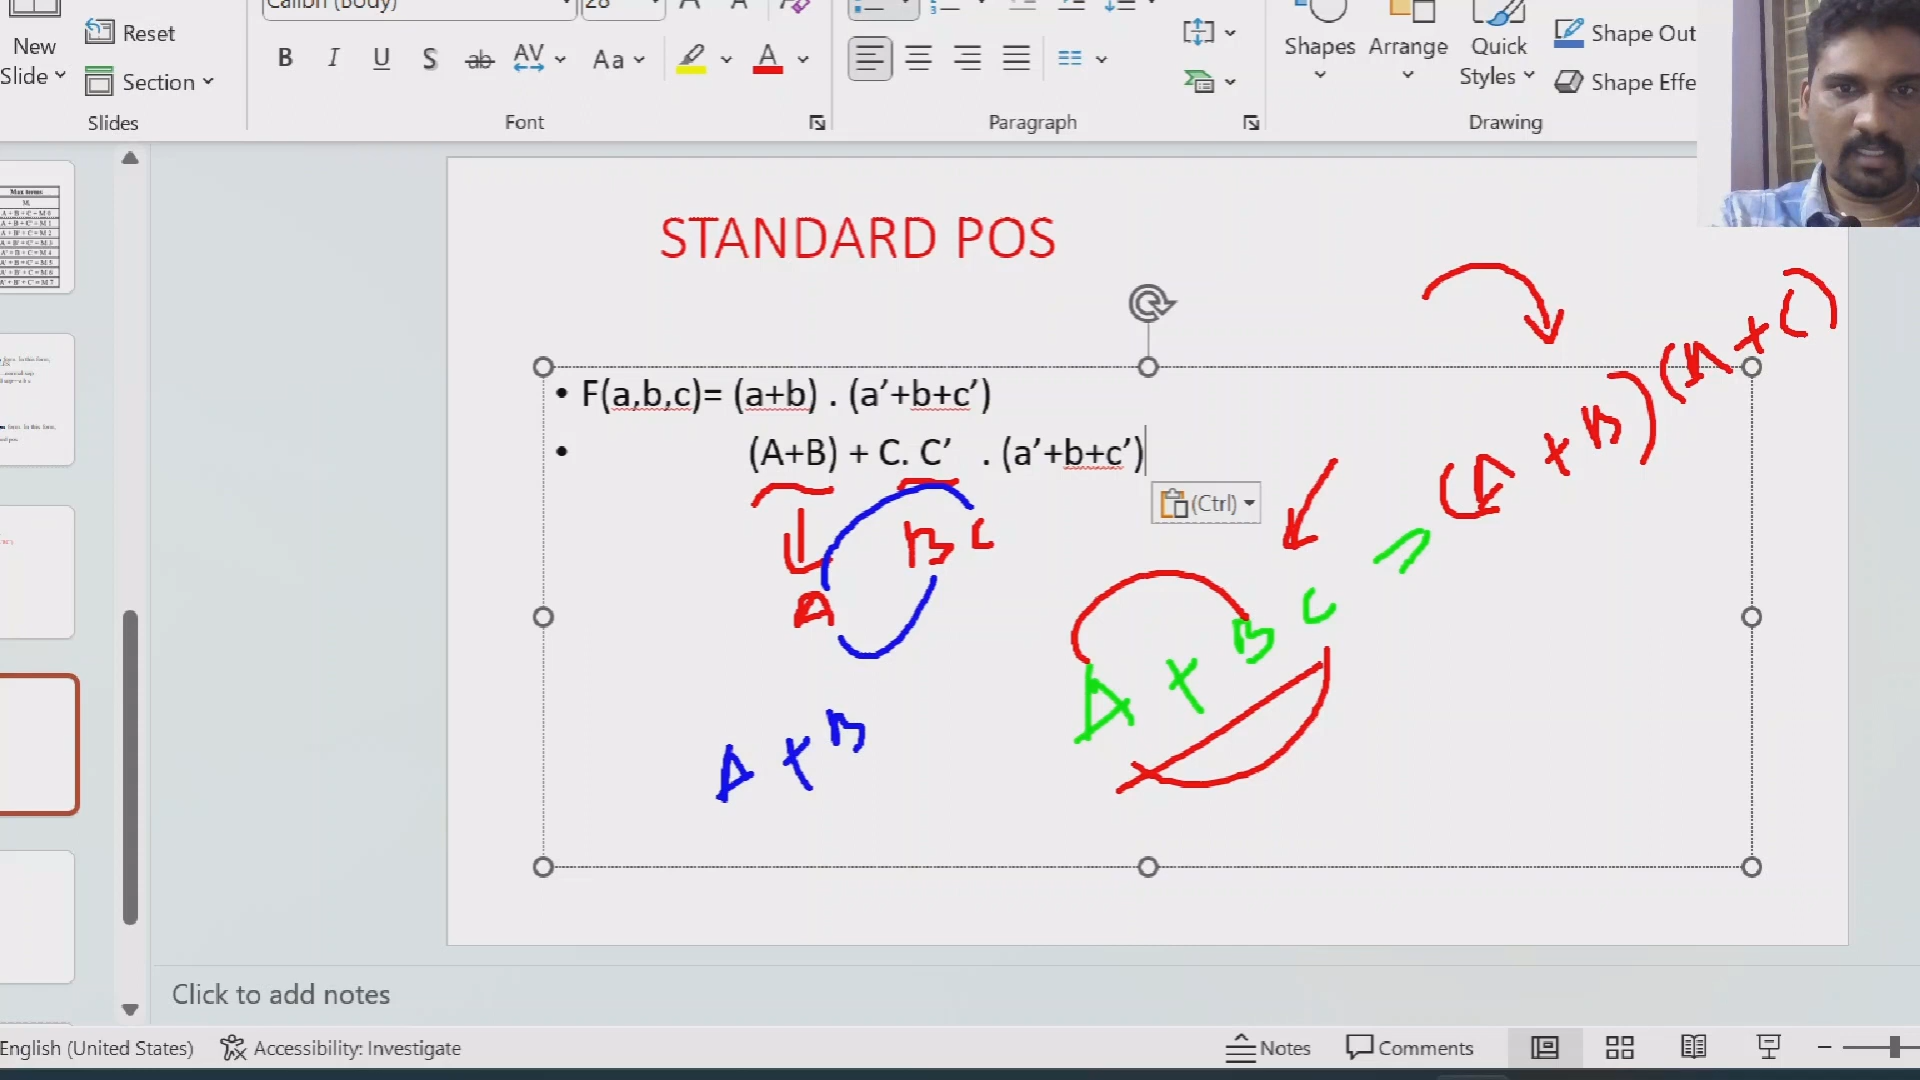 Calibri (Body)
28
New
Slide
Reset
Section
B I U S ab AV Aa A
Shapes
Arrange
Quick
Styles
Shape Out
Shape Effe
Slides
Font
Paragraph
Drawing
STANDARD POS
• F(a,b,c)= (a+b) . (a’+b+c’)
• (A+B) + C. C’ . (a’+b+c’)
(Ctrl)
(A + B) (A + C)
B C
A
A + B C
A + B
Click to add notes
English (United States)
Accessibility: Investigate
Notes
Comments